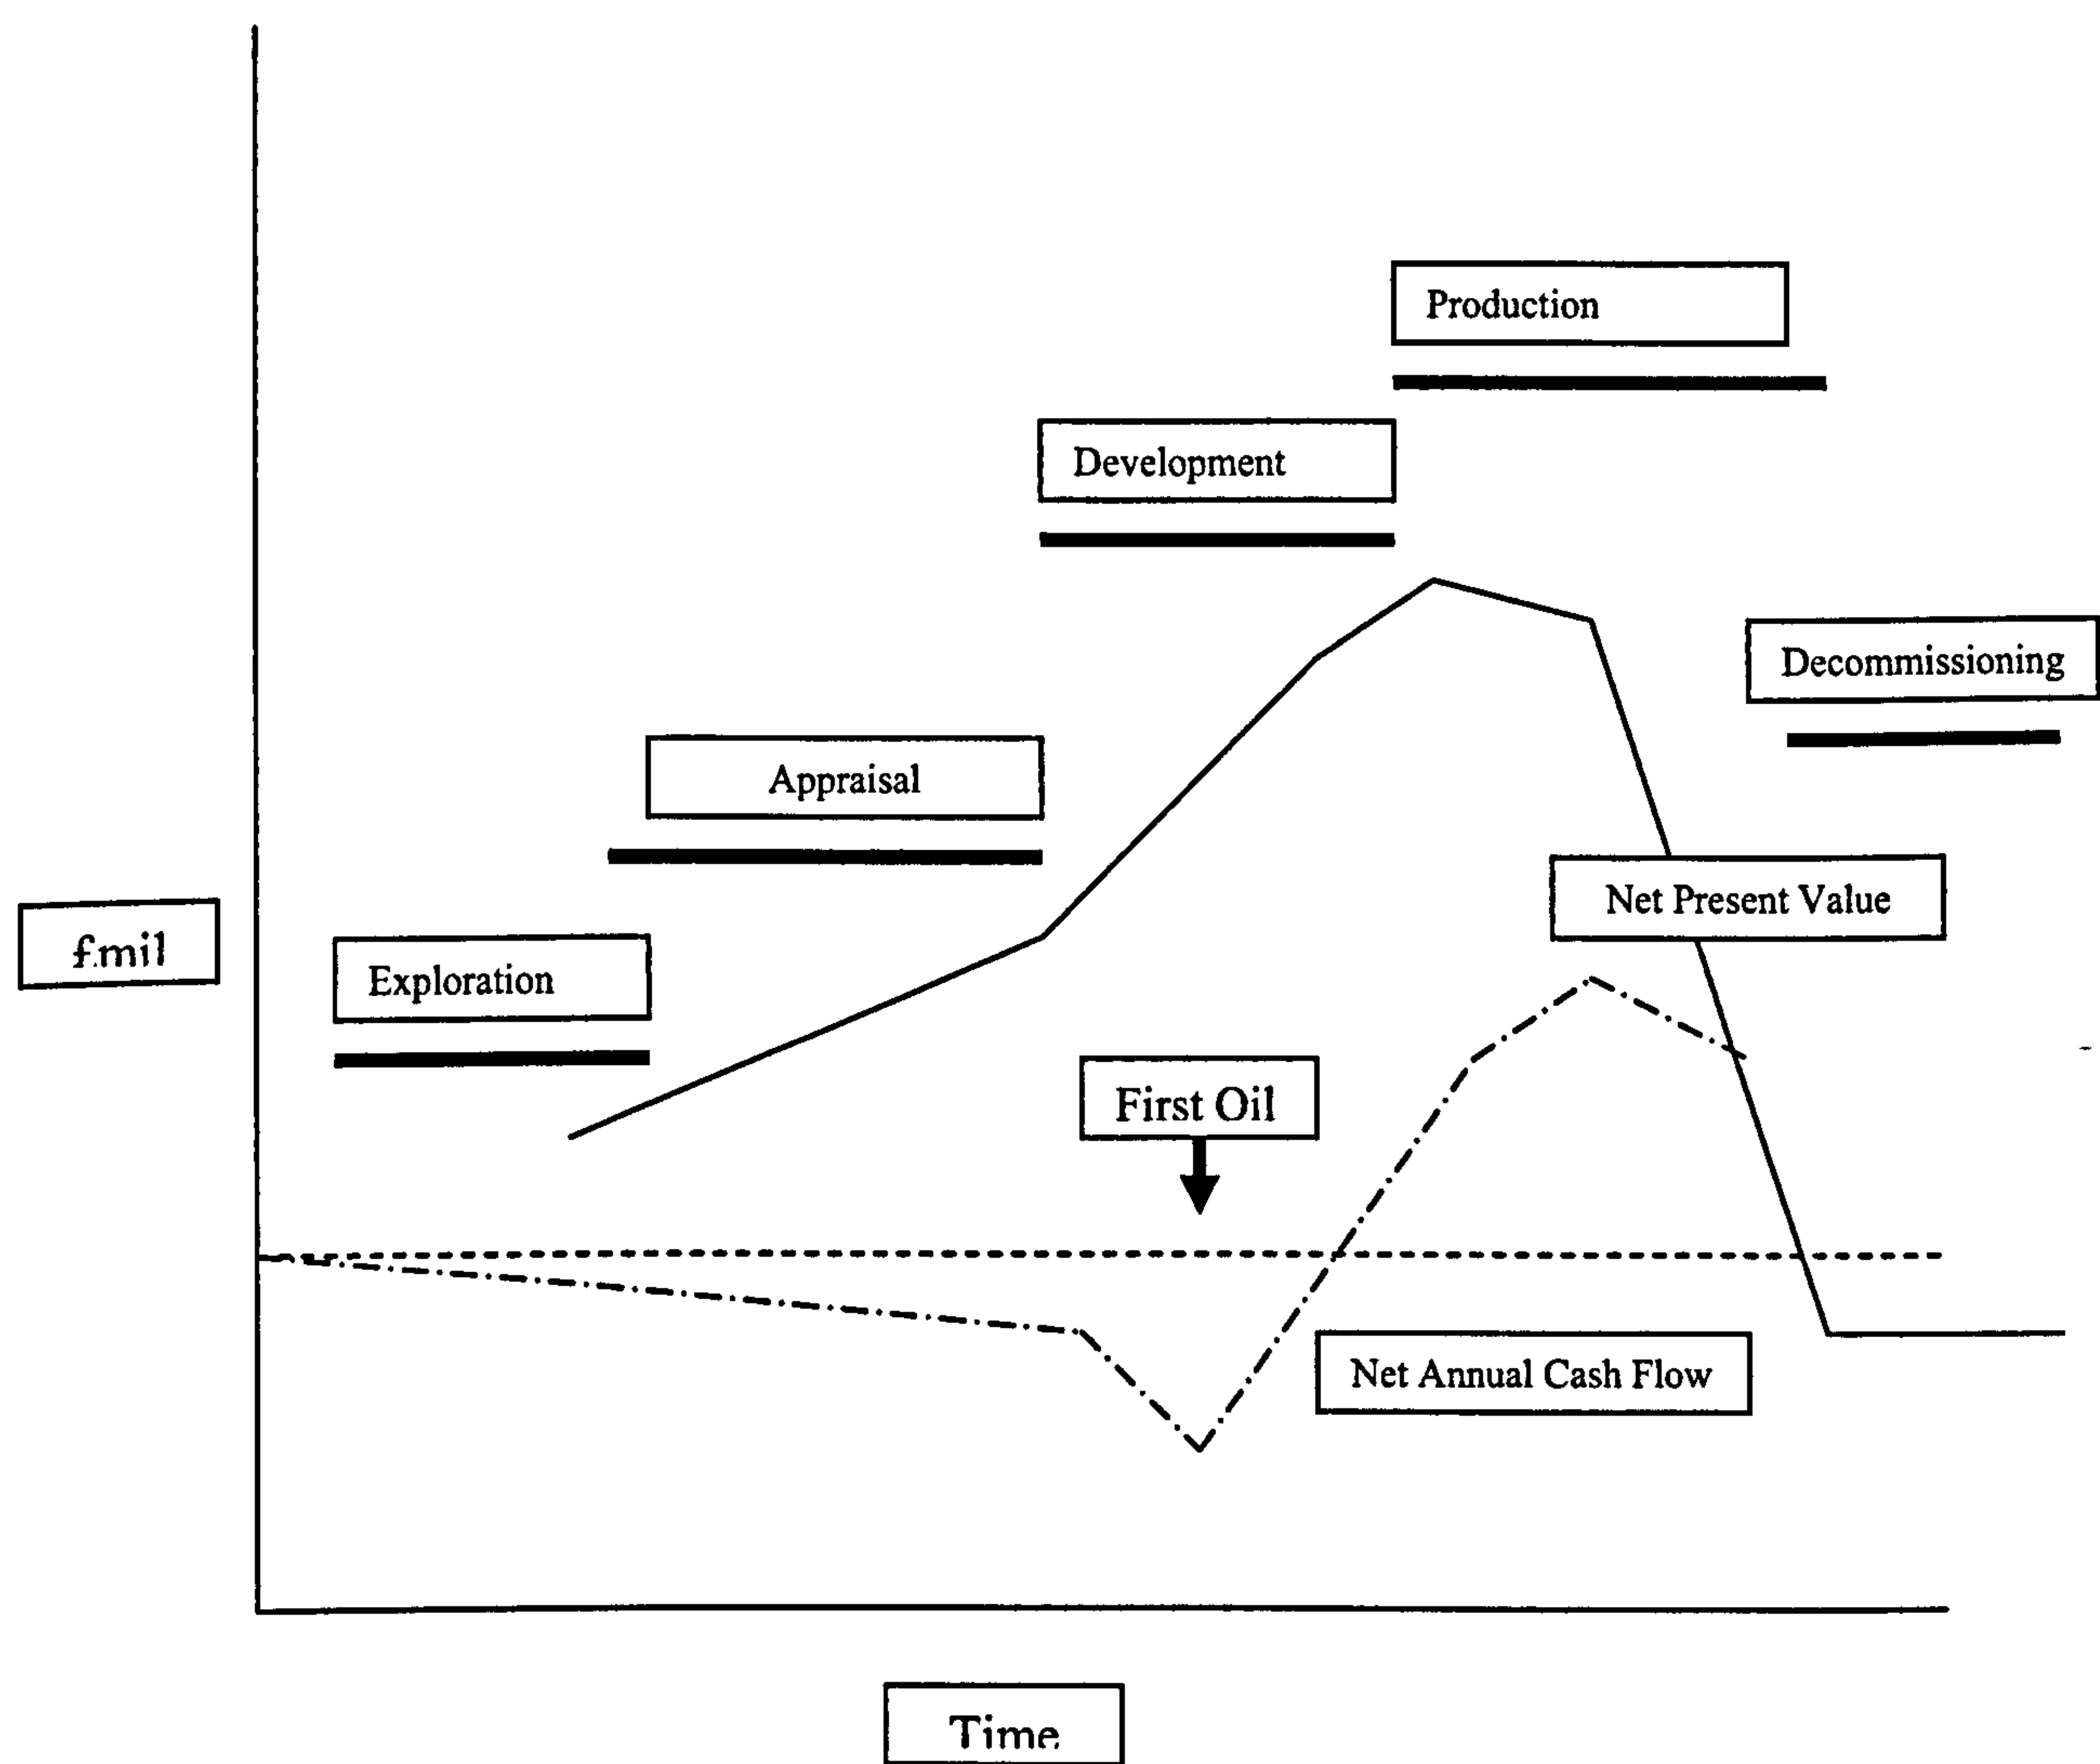 Production
Development
Decommissioning
Appraisal
Net Present Value
£mil
Exploration
First Oil
Net Annual Cash Flow
Time